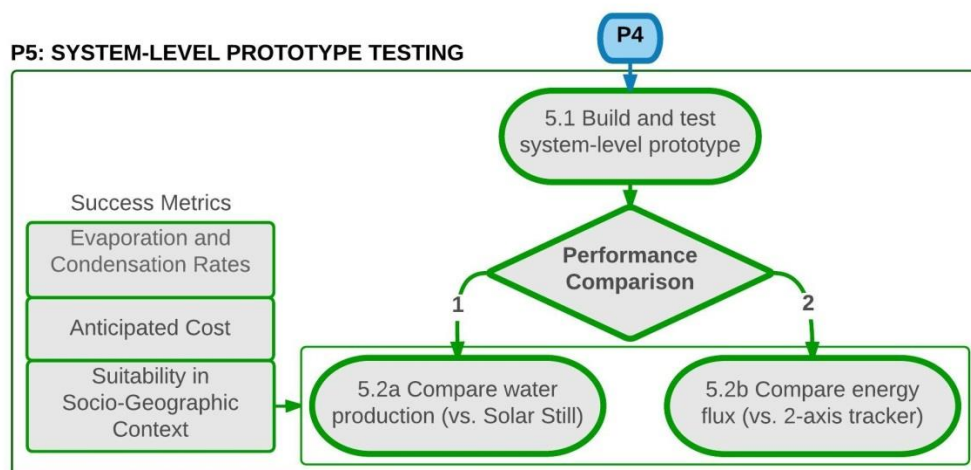 P4
P5: SYSTEM-LEVEL PROTOTYPE TESTING
5.1 Build and test
system-level prototype
Success Metrics
Evaporation and
Condensation Rates
Anticipated Cost
Suitability in
Socio-Geographic
Context
Performance
Comparison
1
2
5.2a Compare water
production (vs. Solar Still)
5.2b Compare energy
flux (vs. 2-axis tracker)